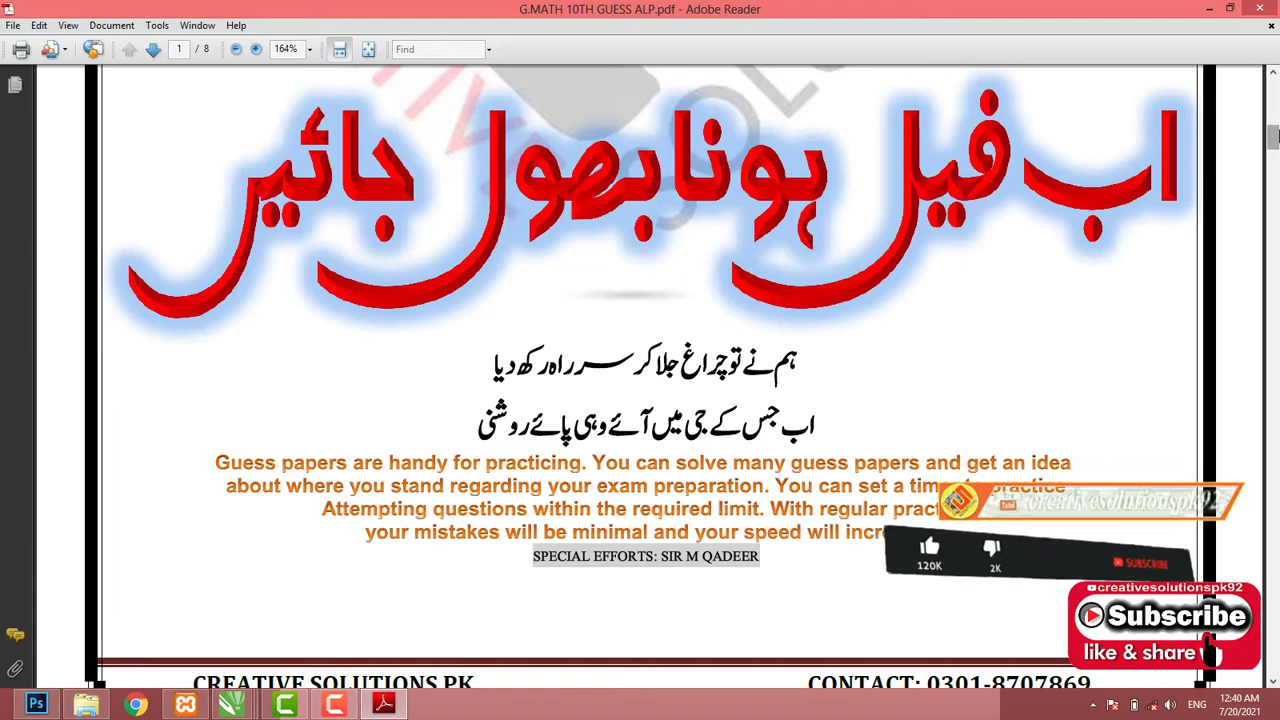 G.MATH 10TH GUESS ALP.pdf - Adobe Reader
File Edit View Document Tools Window Help
1 / 8 164% Find
اب فیل ہونا بھول جائیں
ہم نے تو چراغ جلا کر سر راہ رکھ دیا
اب جس کے جی میں آئے وہی پائے روشنی
Guess papers are handy for practicing. You can solve many guess papers and get an idea
about where you stand regarding your exam preparation. You can set a practice
Attempting questions within the required limit. With regular
your mistakes will be minimal and your speed will
SPECIAL EFFORTS: SIR M QADEER
Creativesolutionspk92
120K 2K SUBSCRIBE
creativesolutionspk92
Subscribe
like & share
CREATIVE SOLUTIONS PK CONTACT: 0301-8707869
ENG 12:40 AM
7/20/2021